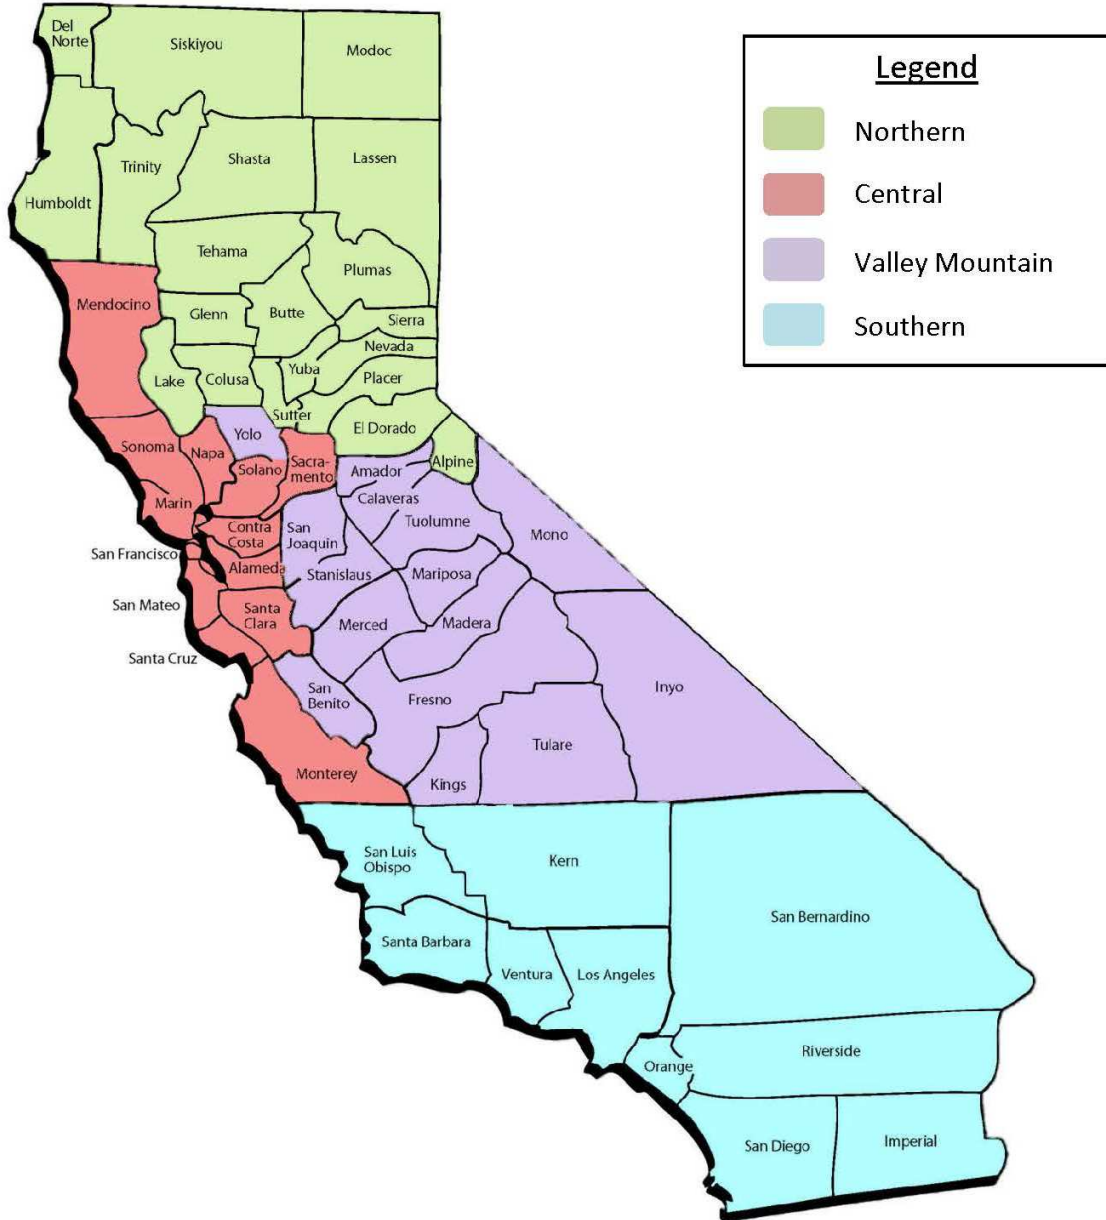 Legend
Northern
Central
Valley Mountain
Southern
Del
Norte
Siskiyou
Modoc
Humboldt
Trinity
Shasta
Lassen
Tehama
Plumas
Mendocino
Glenn
Butte
Sierra
Nevada
Yuba
Placer
Lake
Colusa
Sutter
El Dorado
Yolo
Sonoma
Napa
Solano
Sacra-
mento
Amador
Alpine
Calaveras
Marin
Contra
Costa
San
Joaquin
Tuolumne
Mono
San Francisco
Alameda
Stanislaus
Mariposa
San Mateo
Santa
Clara
Merced
Madera
Santa Cruz
San
Benito
Fresno
Inyo
Monterey
Kings
Tulare
San Luis
Obispo
Kern
San Bernardino
Santa Barbara
Ventura
Los Angeles
Orange
Riverside
San Diego
Imperial